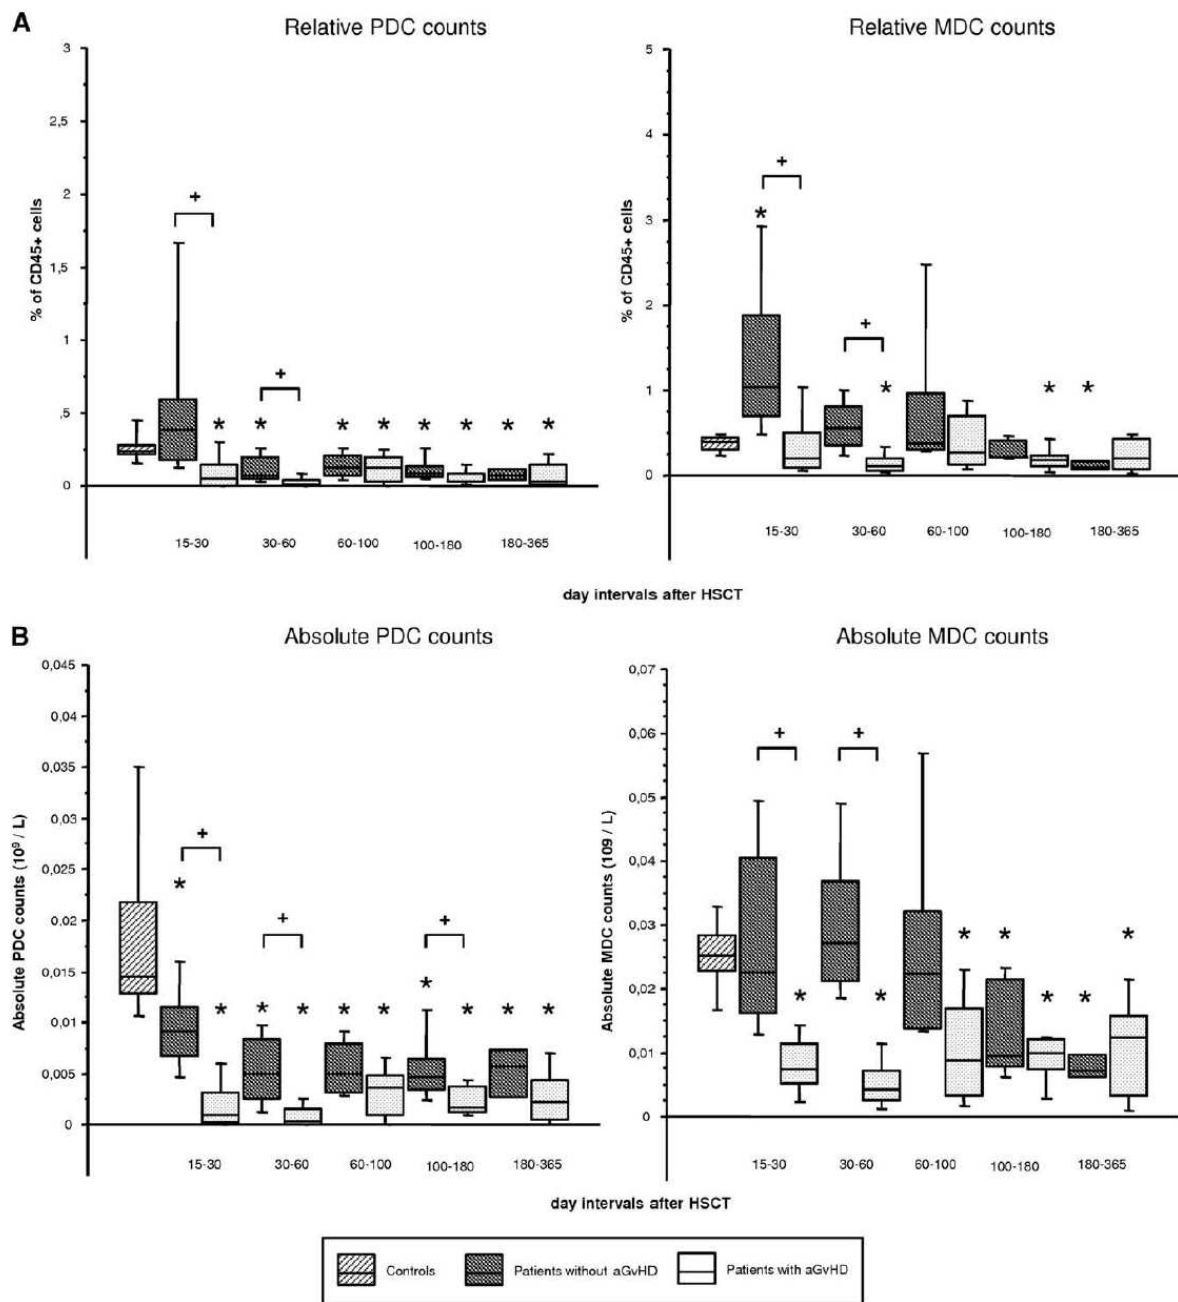 A
Relative PDC counts
Relative MDC counts
% of CD45+ cells
3
2,5
2
1,5
1
,5
0
+
+
* * * * * * * *
15-30 30-60 60-100 100-180 180-365
% of CD45+ cells
5
4
3
2
1
0
+
*
+
* * *
15-30 30-60 60-100 100-180 180-365
day intervals after HSCT
B
Absolute PDC counts
Absolute MDC counts
Absolute PDC counts (10⁹ / L)
0,045
0,04
0,035
0,03
0,025
0,02
0,015
0,01
0,005
0
+
*
+
+
*
* * * * * * * *
15-30 30-60 60-100 100-180 180-365
Absolute MDC counts (109 / L)
0,07
0,06
0,05
0,04
0,03
0,02
0,01
0
+ +
* * *
* * * *
15-30 30-60 60-100 100-180 180-365
day intervals after HSCT
Controls
Patients without aGvHD
Patients with aGvHD